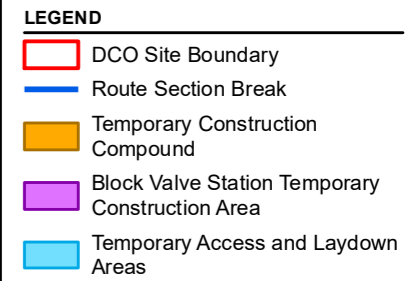 LEGEND
DCO Site Boundary
Route Section Break
Temporary Construction
Compound
Block Valve Station Temporary
Construction Area
Temporary Access and Laydown
Areas